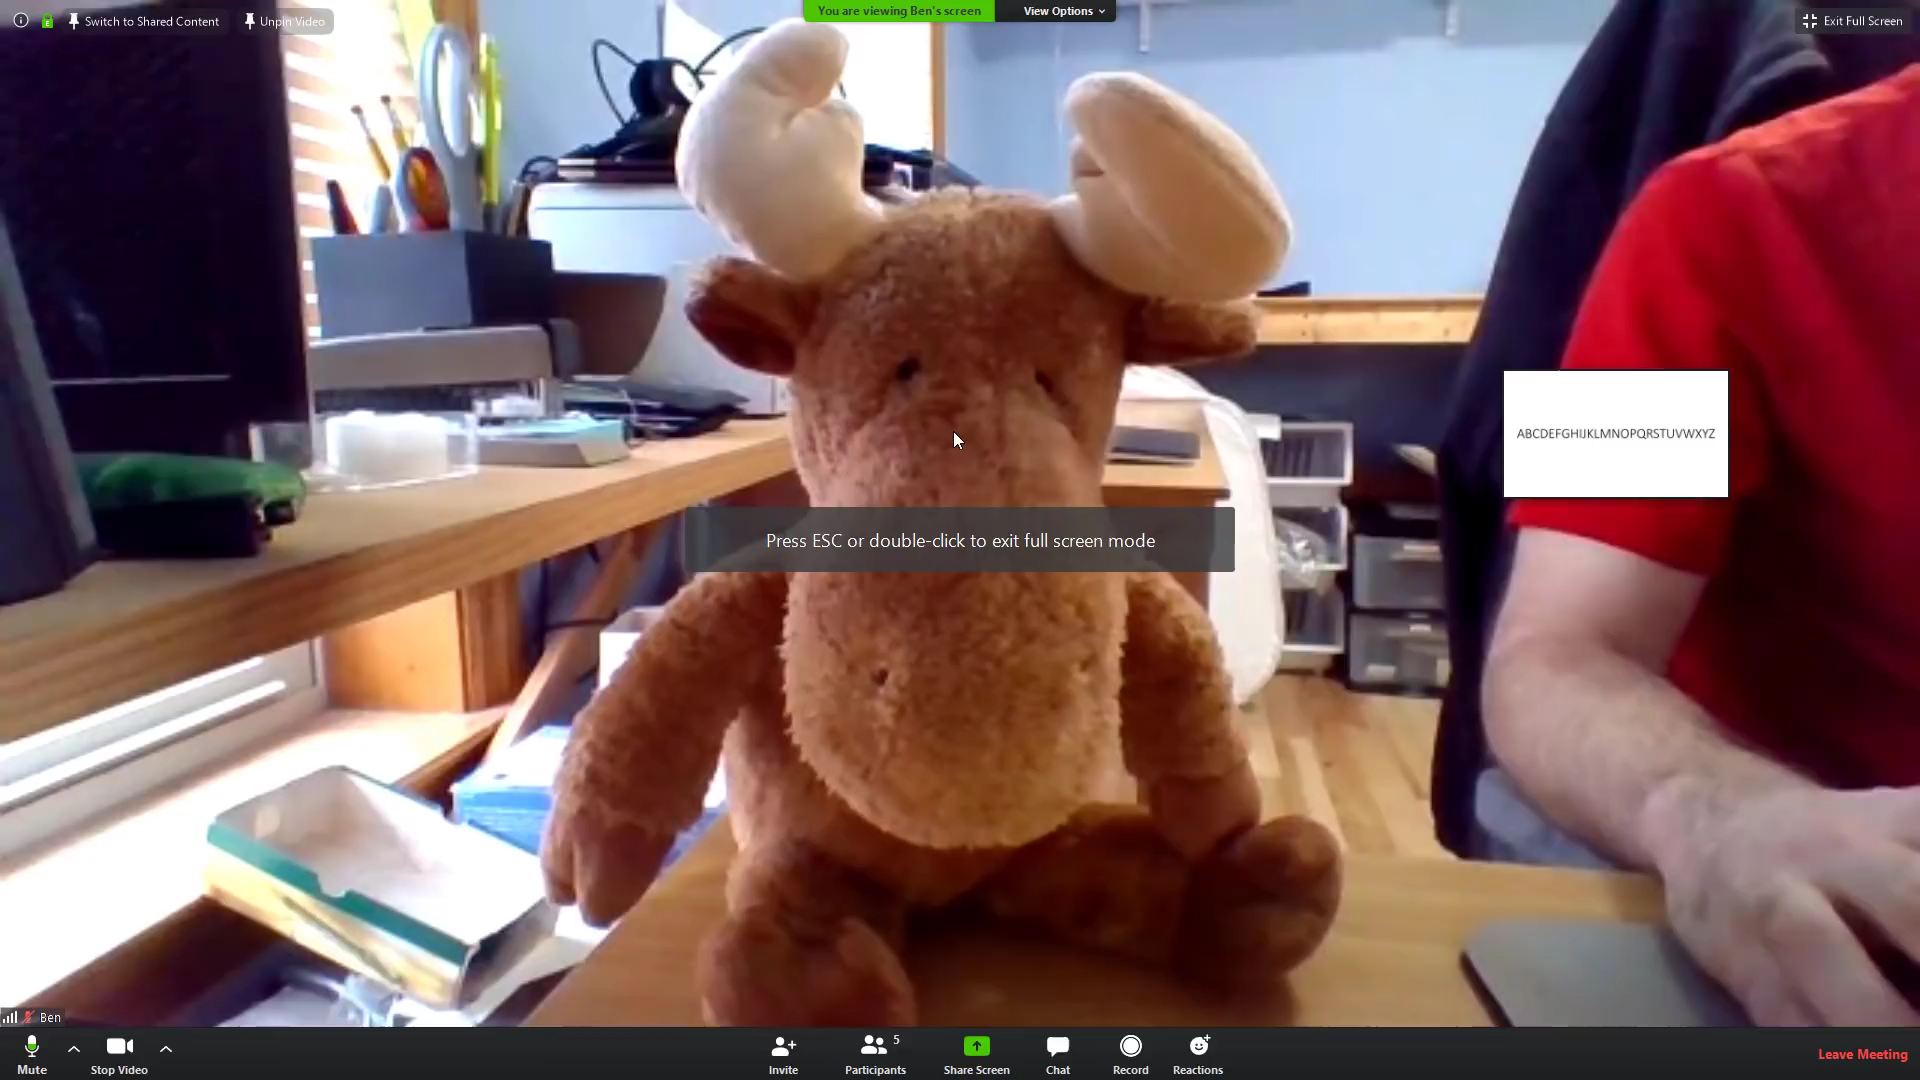 Switch to Shared Content
Unpin Video
You are viewing Ben's screen
View Options
Exit Full Screen
ABCDEFGHIJKLMNOPQRSTUVWXYZ
Press ESC or double-click to exit full screen mode
Ben
Mute
Stop Video
Invite
5
Participants
Share Screen
Chat
Record
Reactions
Leave Meeting